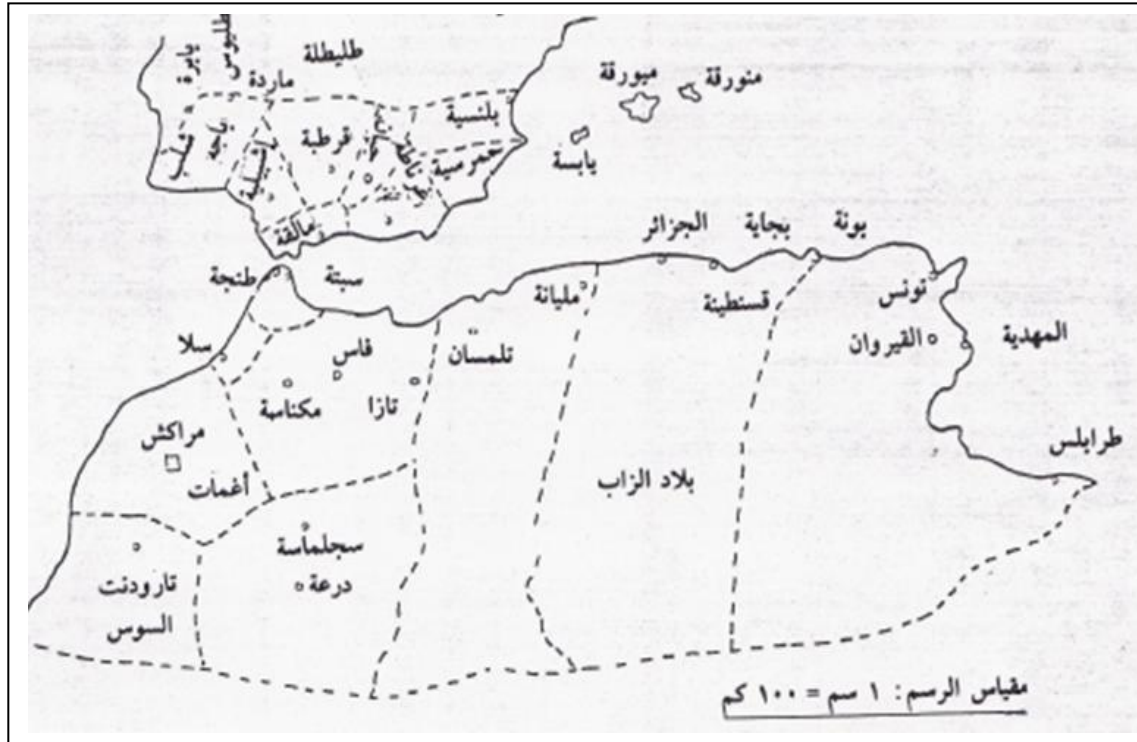 طليطلة
ماردة
ميورقة
منورقة
يابسة
بلنسية
قرطبة
مرسية
باجة
مالقة
سبتة
طنجة
الجزائر
بجاية
بونة
مليانة
قسنطينة
تونس
القيروان
المهدية
طرابلس
سلا
فاس
مكناسة
تازا
تلمسان
مراكش
أغمات
بلاد الزاب
سجلماسة
درعة
تارودنت
السوس
مقياس الرسم: ١ سم = ١٠٠ كم